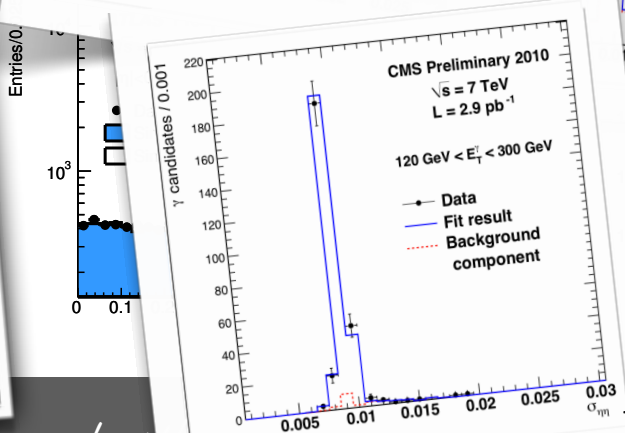 Entries/0.
10³
0 0.1
γ candidates / 0.001
220
200
180
160
140
120
100
80
60
40
20
0
CMS Preliminary 2010
√s = 7 TeV
L = 2.9 pb⁻¹
120 GeV < E_T^γ < 300 GeV
Data
Fit result
Background
component
0.005 0.01 0.015 0.02 0.025 0.03
σηη